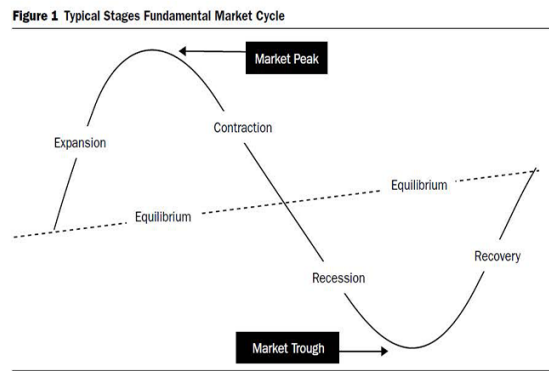 Figure 1 Typical Stages Fundamental Market Cycle
Market Peak
Contraction
Expansion
Equilibrium
Equilibrium
Recovery
Recession
Market Trough